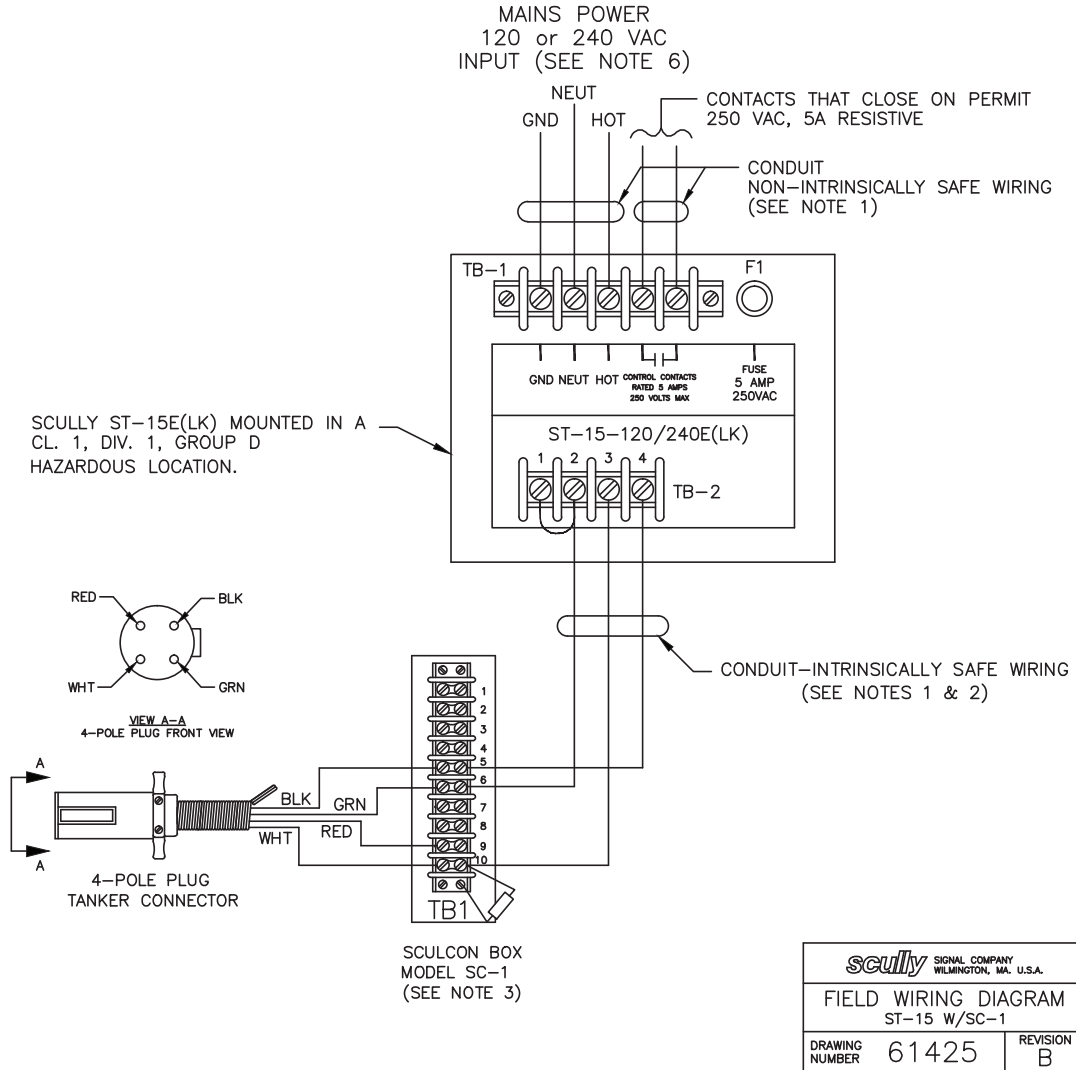 MAINS POWER
120 or 240 VAC
INPUT (SEE NOTE 6)
NEUT
GND
HOT
CONTACTS THAT CLOSE ON PERMIT
250 VAC, 5A RESISTIVE
CONDUIT
NON-INTRINSICALLY SAFE WIRING
(SEE NOTE 1)
TB-1
F1
GND NEUT HOT
CONTROL CONTACTS
RATED 5 AMPS
250 VOLTS MAX
FUSE
5 AMP
250VAC
SCULLY ST-15E(LK) MOUNTED IN A
CL. 1, DIV. 1, GROUP D
HAZARDOUS LOCATION.
ST-15-120/240E(LK)
1 2 3 4
TB-2
RED
BLK
WHT
GRN
VIEW A-A
4-POLE PLUG FRONT VIEW
CONDUIT-INTRINSICALLY SAFE WIRING
(SEE NOTES 1 & 2)
1
2
3
4
5
6
7
8
9
10
TB1
A
A
BLK
GRN
RED
WHT
4-POLE PLUG
TANKER CONNECTOR
SCULCON BOX
MODEL SC-1
(SEE NOTE 3)
scully SIGNAL COMPANY
WILMINGTON, MA. U.S.A.
FIELD WIRING DIAGRAM
ST-15 W/SC-1
DRAWING NUMBER 61425
REVISION B